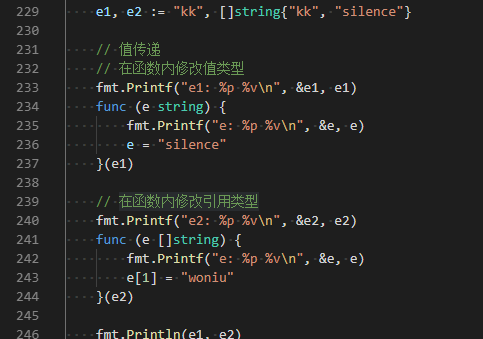 229 e1, e2 := "kk", []string{"kk", "silence"}
230
231 // 值传递
232 // 在函数内修改值类型
233 fmt.Printf("e1: %p %v\n", &e1, e1)
234 func (e string) {
235 fmt.Printf("e: %p %v\n", &e, e)
236 e = "silence"
237 }(e1)
238
239 // 在函数内修改引用类型
240 fmt.Printf("e2: %p %v\n", &e2, e2)
241 func (e []string) {
242 fmt.Printf("e: %p %v\n", &e, e)
243 e[1] = "woniu"
244 }(e2)
245
246 fmt.Println(e1, e2)